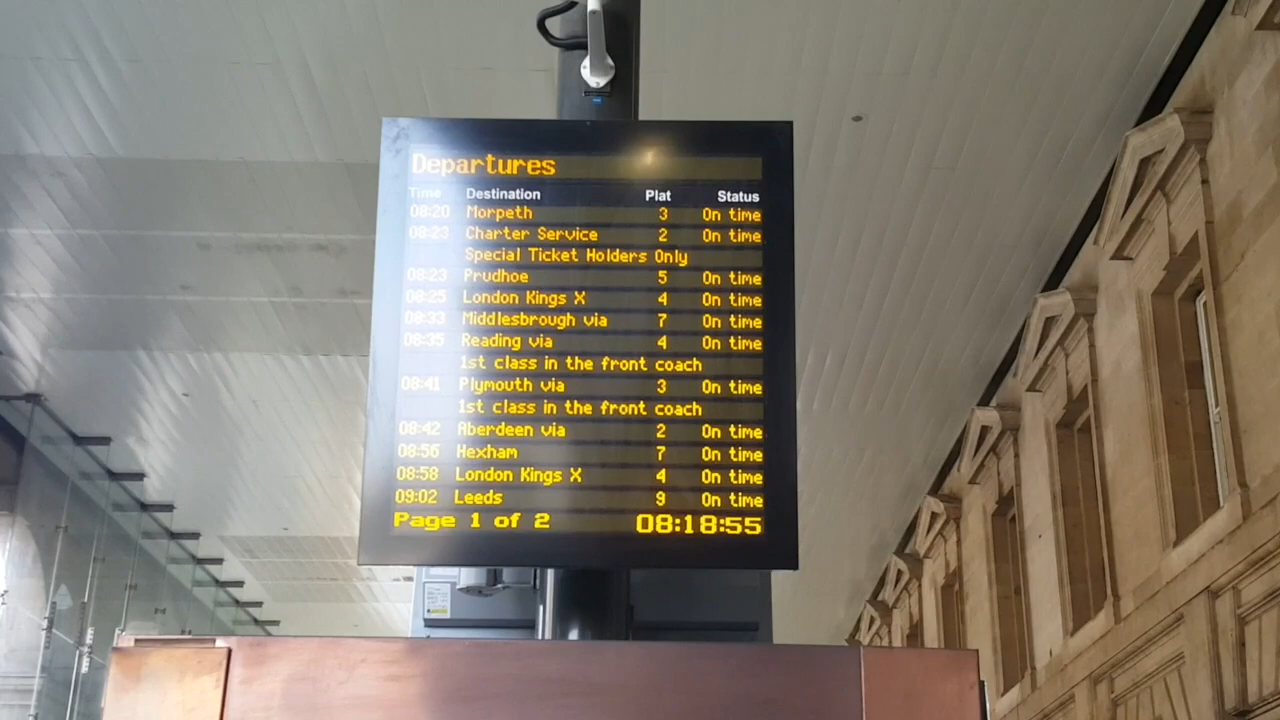 Departures
Time Destination Plat Status
08:20 Morpeth 3 On time
08:23 Charter Service 2 On time
Special Ticket Holders Only
08:23 Prudhoe 5 On time
08:25 London Kings X 4 On time
08:33 Middlesbrough via 7 On time
08:35 Reading via 4 On time
1st class in the front coach
08:41 Plymouth via 3 On time
1st class in the front coach
08:42 Aberdeen via 2 On time
08:56 Hexham 7 On time
08:58 London Kings X 4 On time
09:02 Leeds 9 On time
Page 1 of 2 08:18:55